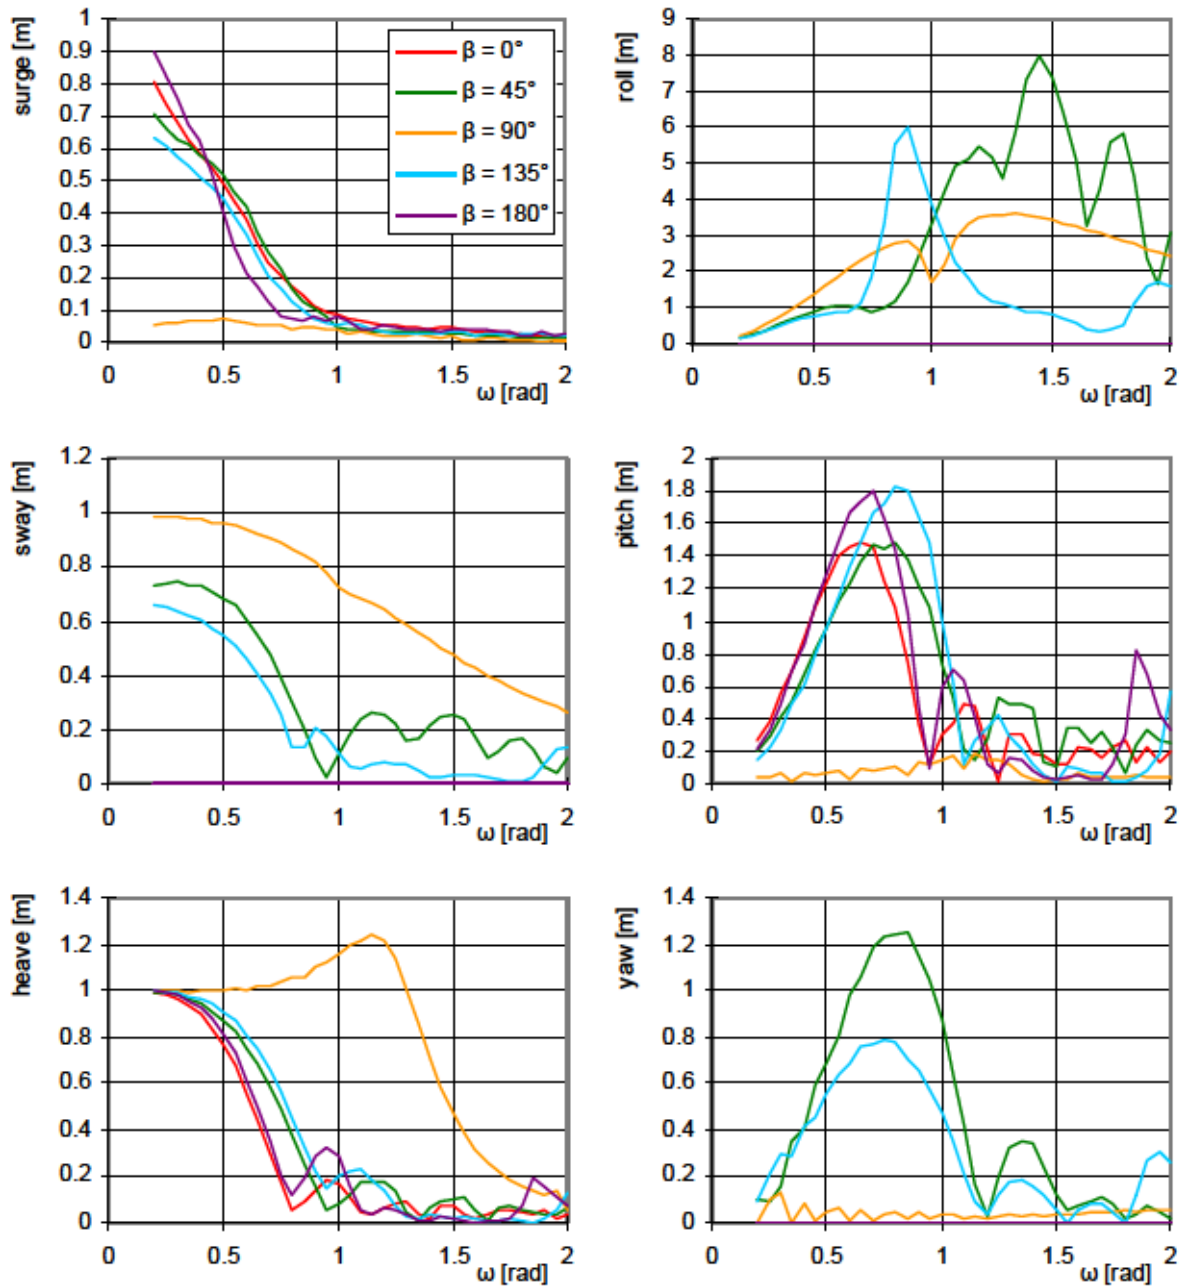 surge [m]
1
0.9
0.8
0.7
0.6
0.5
0.4
0.3
0.2
0.1
0
0 0.5 1 1.5 2
ω [rad]
β = 0°
β = 45°
β = 90°
β = 135°
β = 180°
roll [m]
9
8
7
6
5
4
3
2
1
0
0 0.5 1 1.5 2
ω [rad]
sway [m]
1.2
1
0.8
0.6
0.4
0.2
0
0 0.5 1 1.5 2
ω [rad]
pitch [m]
2
1.8
1.6
1.4
1.2
1
0.8
0.6
0.4
0.2
0
0 0.5 1 1.5 2
ω [rad]
heave [m]
1.4
1.2
1
0.8
0.6
0.4
0.2
0
0 0.5 1 1.5 2
ω [rad]
yaw [m]
1.4
1.2
1
0.8
0.6
0.4
0.2
0
0 0.5 1 1.5 2
ω [rad]